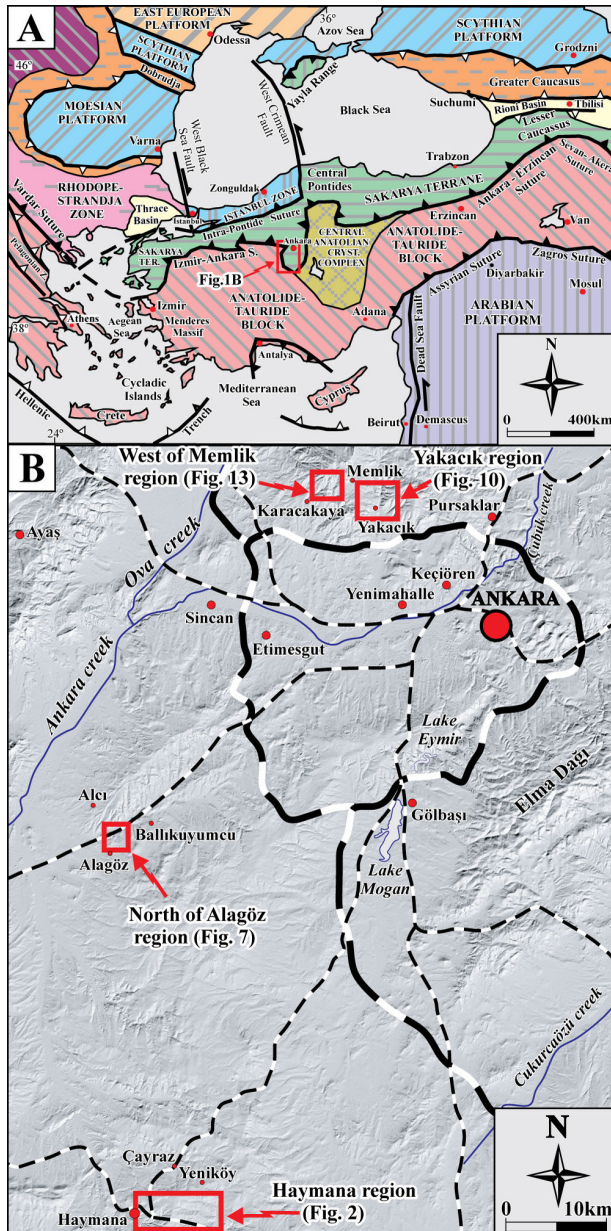 A
EAST EUROPEAN
PLATFORM
36°
Azov Sea
SCYTHIAN
PLATFORM
Odessa
Grodzni
46°
SCYTHIAN
PLATFORM
Dobrudja
Yayla Range
Greater Caucasus
MOESIAN
PLATFORM
West Crimean
Fault
Black Sea
Suchumi
Rioni Basin
Tbilisi
Lesser
Caucassus
Varna
West Black
Sea Fault
Trabzon
Sevan-Akera
Suture
Zonguldak
Central
Pontides
RHODOPE-
STRANDJA
ZONE
Thrace
Basin
İstanbul
ISTANBUL ZONE
SAKARYA TERRANE
Ankara - Erzincan
Suture
Intra-Pontide Suture
Erzincan
Vardar Suture
Van
SAKARYA
TER.
Izmir-Ankara S.
Ankara
CENTRAL
ANATOLIAN
CRYST.
COMPLEX
ANATOLIDE-
TAURIDE
BLOCK
Pelagonian Z.
Fig.1B
Zagros Suture
Assyrian Suture
Diyarbakir
Mosul
Izmir
ANATOLIDE-
TAURIDE
BLOCK
Adana
Menderes
Massif
ARABIAN
PLATFORM
38°
Athens
Aegean
Sea
Antalya
Dead Sea Fault
Cycladic
Islands
Mediterranean
Sea
Cyprus
N
Hellenic
Crete
Trench
Beirut
Damascus
24°
0 400km
B
West of Memlik
region (Fig. 13)
Memlik
Yakacık region
(Fig. 10)
Karacakaya
Yakacık
Pursaklar
Çubuk creek
Ayaş
Ova creek
Keçiören
Yenimahalle
ANKARA
Sincan
Etimesgut
Ankara creek
Lake
Eymir
Elma Dağı
Alcı
Ballıkuyumcu
Gölbaşı
Alagöz
Lake
Mogan
North of Alagöz
region (Fig. 7)
Cukurcaözü creek
N
Çayraz
Yeniköy
Haymana region
(Fig. 2)
Haymana
0 10km